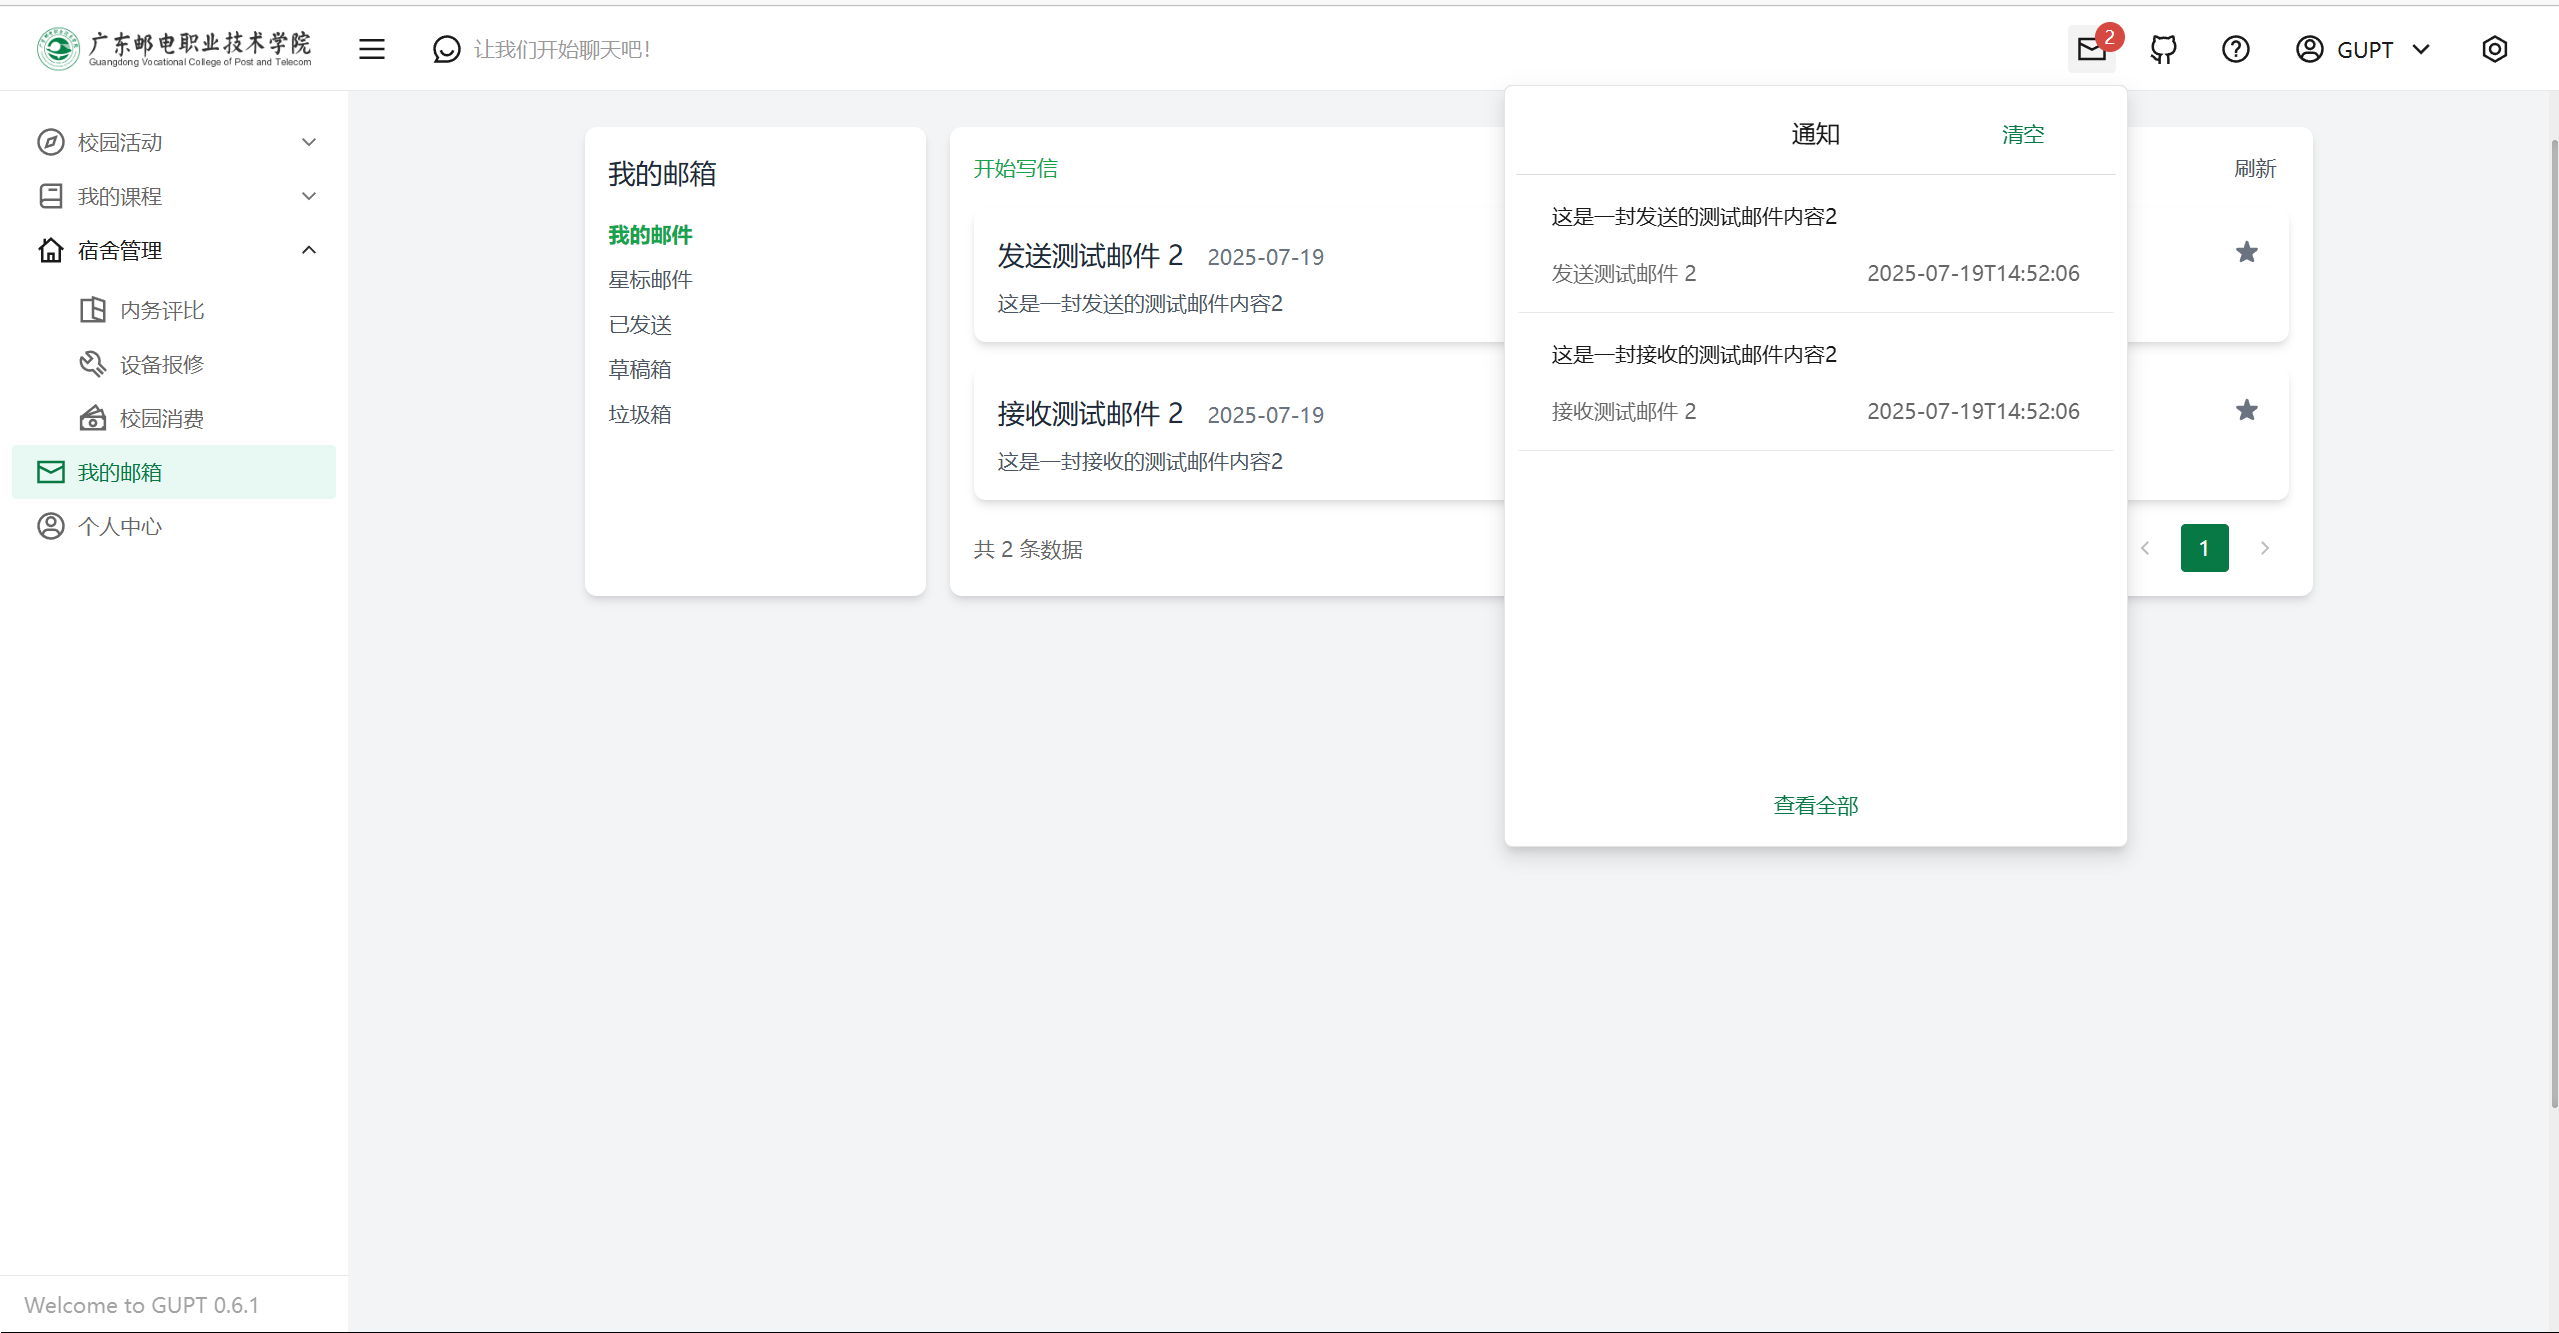 广东邮电职业技术学院
Guangdong Vocational College of Post and Telecom
让我们开始聊天吧！
2
GUPT
校园活动
我的课程
宿舍管理
内务评比
设备报修
校园消费
我的邮箱
个人中心
Welcome to GUPT 0.6.1
我的邮箱
我的邮件
星标邮件
已发送
草稿箱
垃圾箱
开始写信
刷新
发送测试邮件 2 2025-07-19
这是一封发送的测试邮件内容2
接收测试邮件 2 2025-07-19
这是一封接收的测试邮件内容2
共 2 条数据
1
通知
清空
这是一封发送的测试邮件内容2
发送测试邮件 2 2025-07-19T14:52:06
这是一封接收的测试邮件内容2
接收测试邮件 2 2025-07-19T14:52:06
查看全部